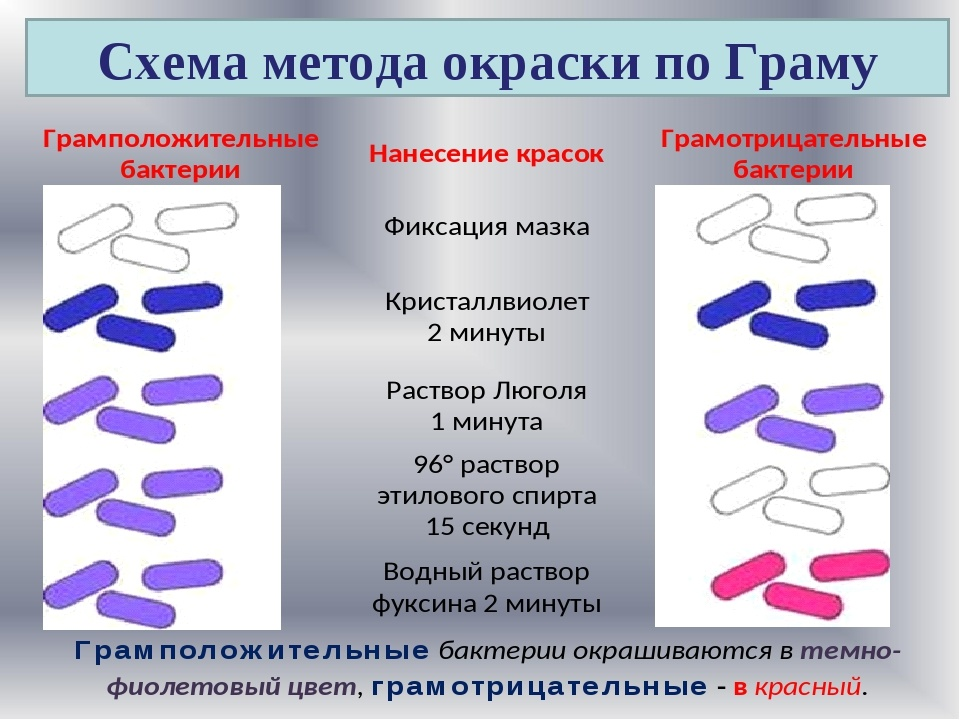 Схема метода окраски по Граму
Грамположительные
бактерии
Нанесение красок
Грамотрицательные
бактерии
Фиксация мазка
Кристаллвиолет
2 минуты
Раствор Люголя
1 минута
96° раствор
этилового спирта
15 секунд
Водный раствор
фуксина 2 минуты
Грамположительные бактерии окрашиваются в темно-
фиолетовый цвет, грамотрицательные - в красный.